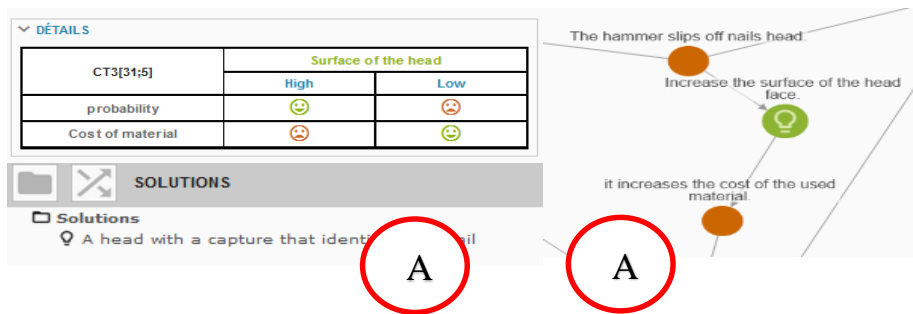 DÉTAILS
CT3[31;5]
Surface of the head
High
Low
probability
Cost of material
SOLUTIONS
Solutions
A head with a capture that
A
The hammer slips off nails head.
Increase the surface of the head
face.
it increases the cost of the used
material.
A